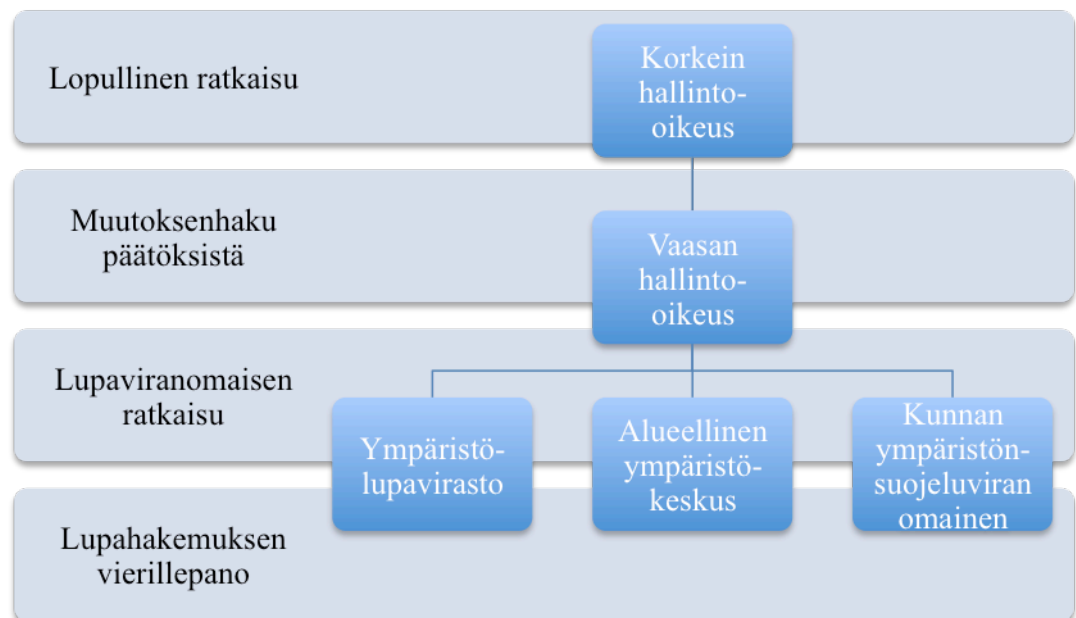 Lopullinen ratkaisu
Korkein
hallinto-
oikeus
Muutoksenhaku
päätöksistä
Vaasan
hallinto-
oikeus
Lupaviranomaisen
ratkaisu
Ympäristö-
lupavirasto
Alueellinen
ympäristö-
keskus
Kunnan
ympäristön-
suojeluviran
omainen
Lupahakemuksen
vierillepano